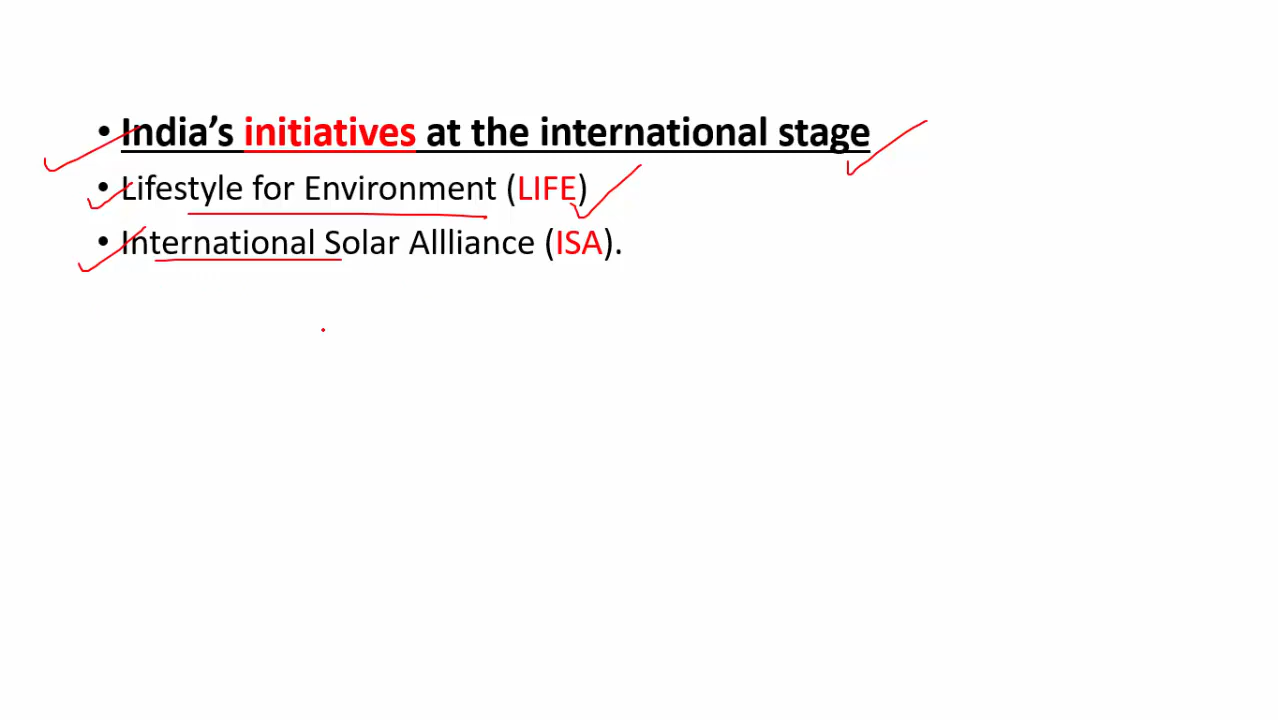 • India’s initiatives at the international stage
• Lifestyle for Environment (LIFE)
• International Solar Allliance (ISA).